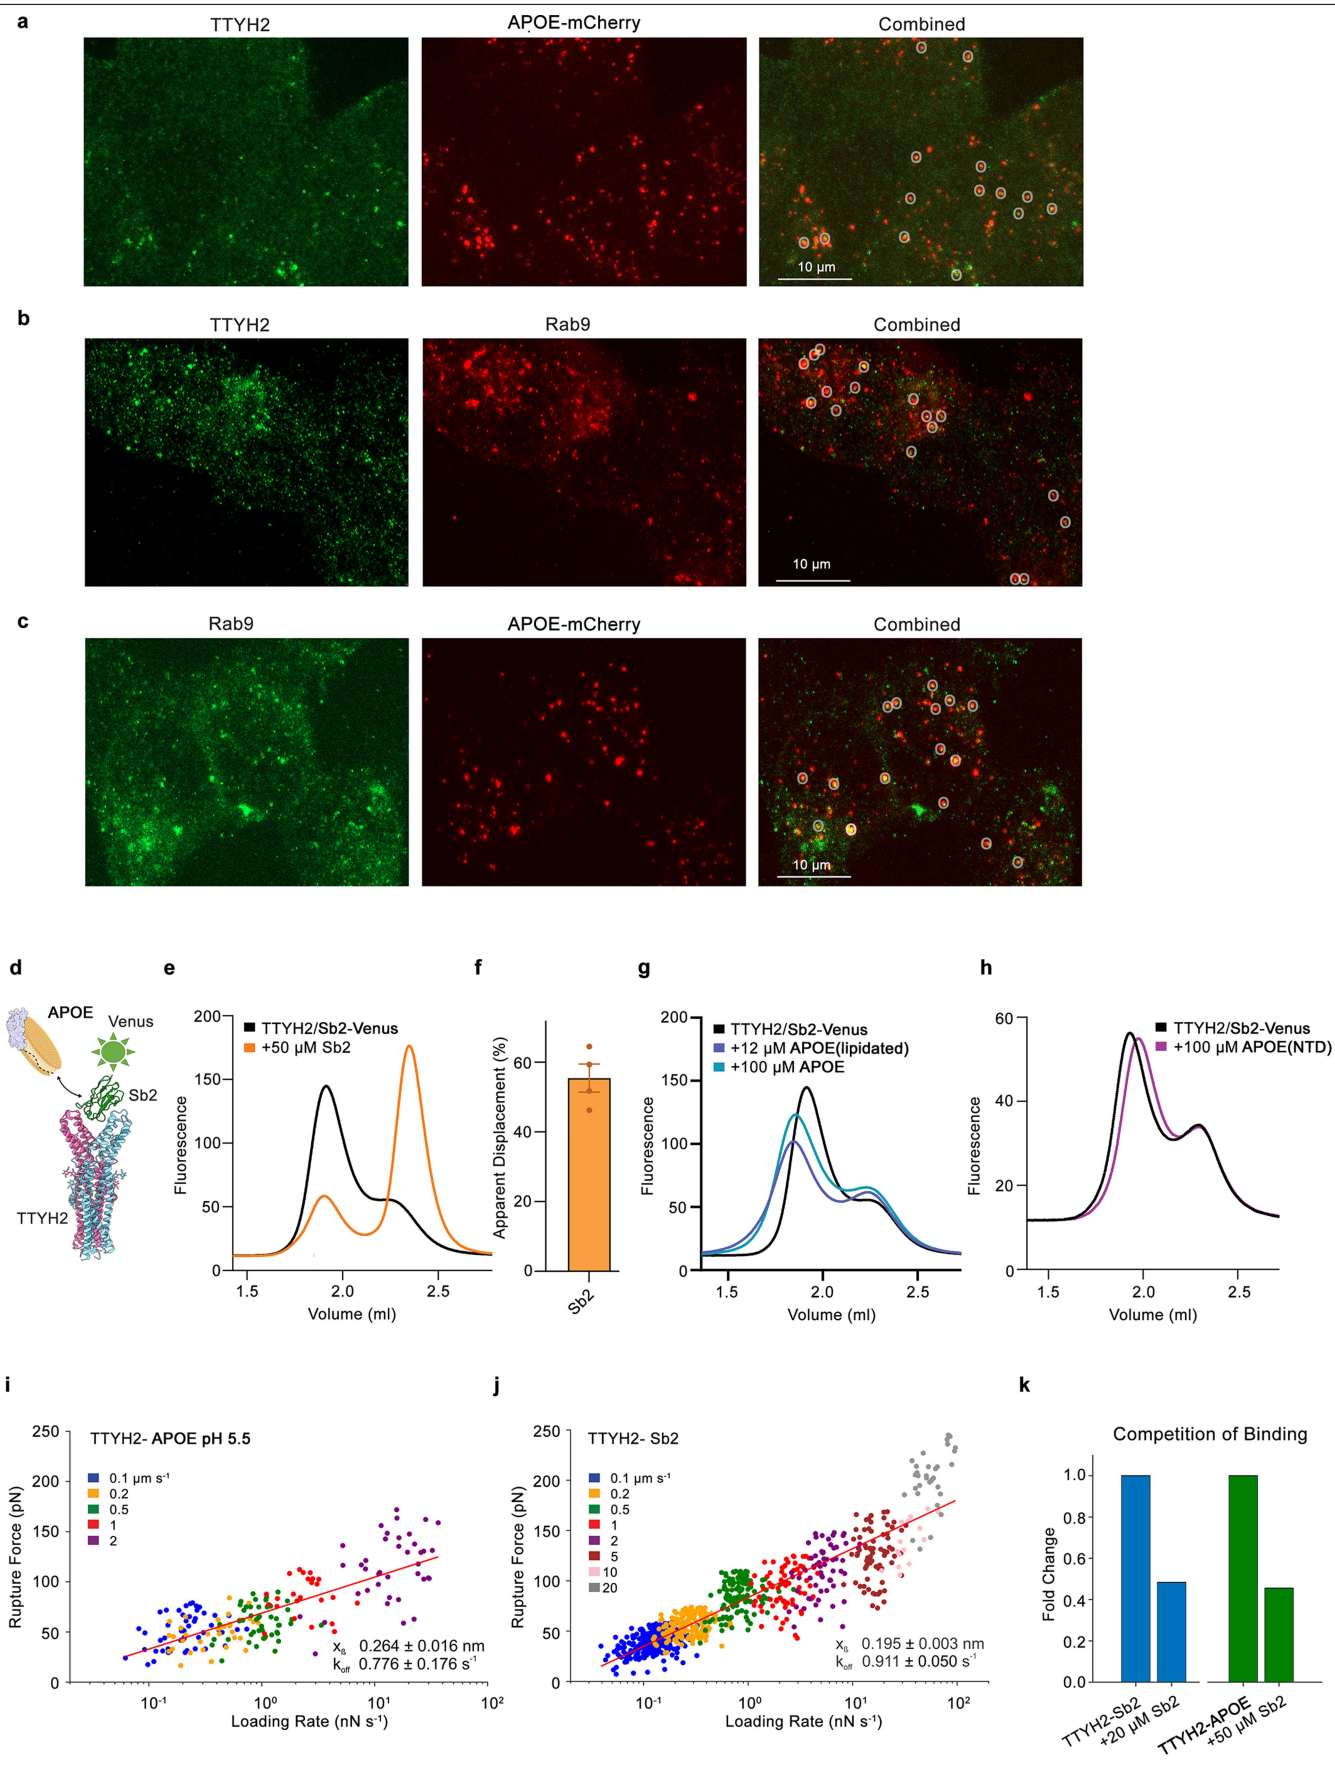 a
TTYH2
APOE-mCherry
Combined
10 µm
b
TTYH2
Rab9
Combined
10 µm
c
Rab9
APOE-mCherry
Combined
10 µm
d
APOE
Venus
Sb2
TTYH2
e
Fluorescence
200
150
100
50
0
TTYH2/Sb2-Venus
+50 µM Sb2
1.5 2.0 2.5
Volume (ml)
f
Apparent Displacement (%)
60
40
20
0
Sb2
g
Fluorescence
200
150
100
50
0
TTYH2/Sb2-Venus
+12 µM APOE(lipidated)
+100 µM APOE
1.5 2.0 2.5
Volume (ml)
h
Fluorescence
60
40
20
0
TTYH2/Sb2-Venus
+100 µM APOE(NTD)
1.5 2.0 2.5
Volume (ml)
i
TTYH2- APOE pH 5.5
Rupture Force (pN)
250
200
150
100
50
0
0.1 µm s⁻¹
0.2
0.5
1
2
xß 0.264 ± 0.016 nm
koff 0.776 ± 0.176 s⁻¹
10⁻¹ 10⁰ 10¹ 10²
Loading Rate (nN s⁻¹)
j
TTYH2- Sb2
Rupture Force (pN)
250
200
150
100
50
0
0.1 µm s⁻¹
0.2
0.5
1
2
5
10
20
xß 0.195 ± 0.003 nm
koff 0.911 ± 0.050 s⁻¹
10⁻¹ 10⁰ 10¹ 10²
Loading Rate (nN s⁻¹)
k
Competition of Binding
Fold Change
1.0
0.8
0.6
0.4
0.2
0.0
TTYH2-Sb2
+20 µM Sb2
TTYH2-APOE
+50 µM Sb2